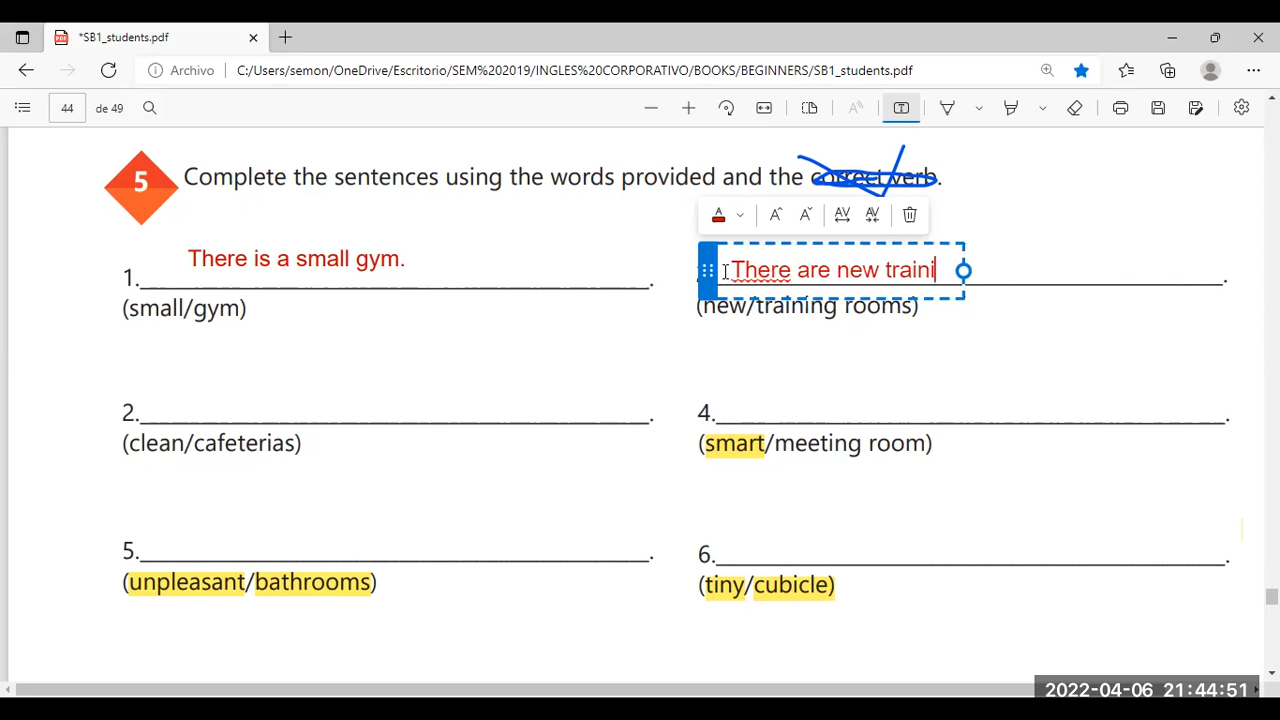 *SB1_students.pdf
Archivo C:/Users/semon/OneDrive/Escritorio/SEM%202019/INGLES%20CORPORATIVO/BOOKS/BEGINNERS/SB1_students.pdf
44 de 49
5 Complete the sentences using the words provided and the correct verb.
There is a small gym.
1.
(small/gym)
There are new traini
(new/training rooms)
2.
(clean/cafeterias)
4.
(smart/meeting room)
5.
(unpleasant/bathrooms)
6.
(tiny/cubicle)
2022-04-06 21:44:51